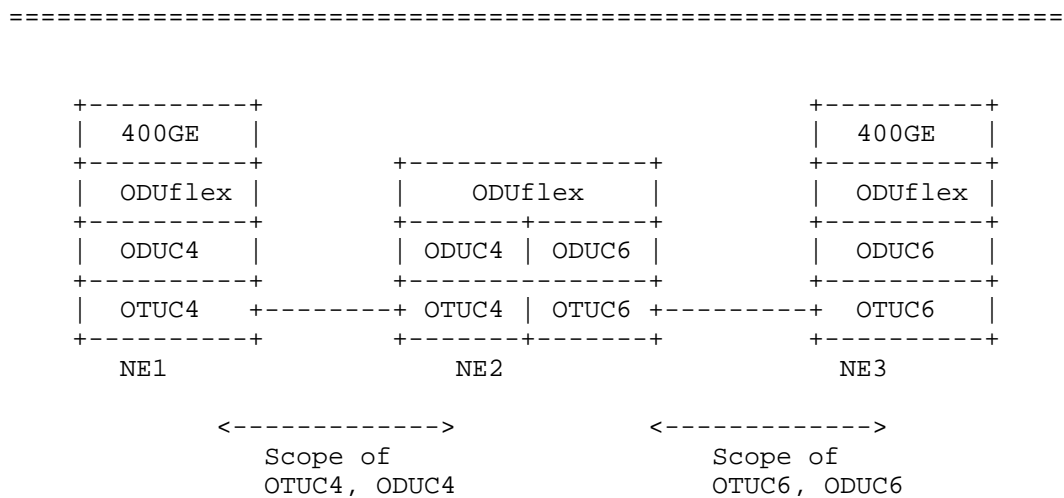 ====================================================================
+----------+                                   +----------+
|  400GE   |                                   |  400GE   |
+----------+        +---------------+          +----------+
|  ODUflex |        |    ODUflex    |          |  ODUflex |
+----------+        +-------+-------+          +----------+
|  ODUC4   |        | ODUC4 | ODUC6 |          |  ODUC6   |
+----------+        +---------------+          +----------+
|  OTUC4   +--------+ OTUC4 | OTUC6 +---------+  OTUC6   |
+----------+        +-------+-------+          +----------+
NE1                    NE2                      NE3
<------------->            <------------->
Scope of                   Scope of
OTUC4, ODUC4               OTUC6, ODUC6